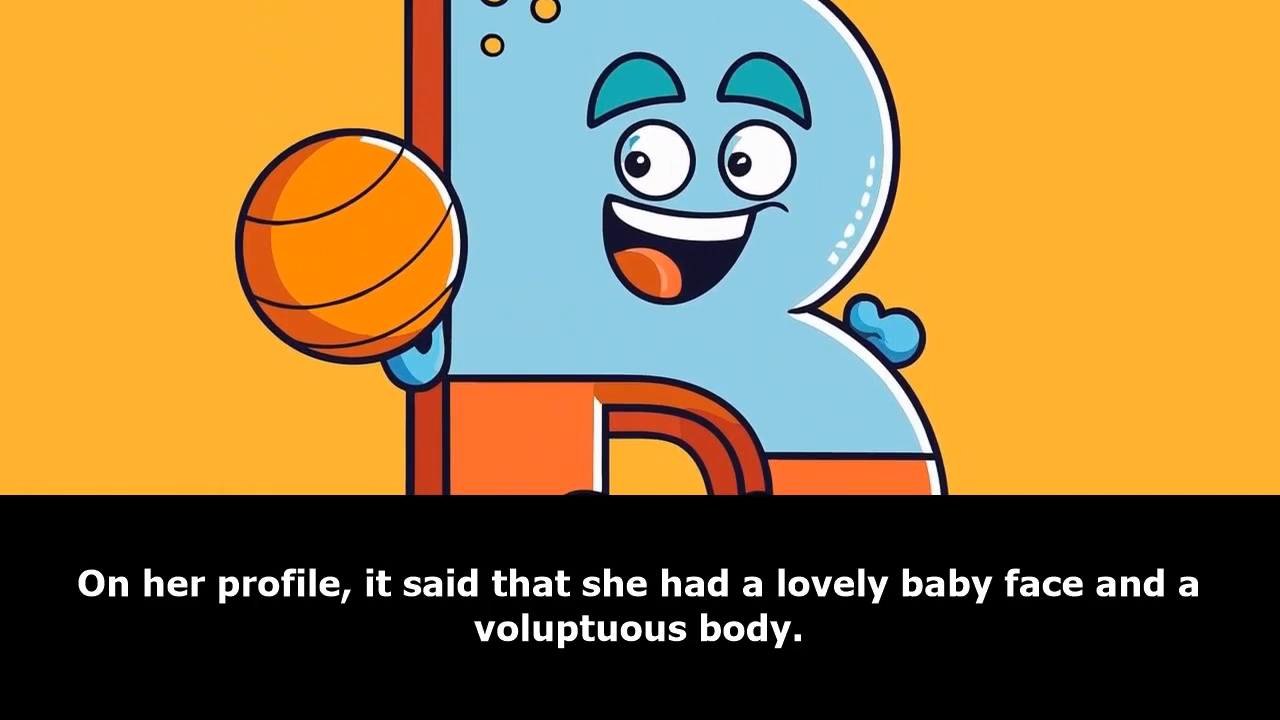 On her profile, it said that she had a lovely baby face and a
voluptuous body.